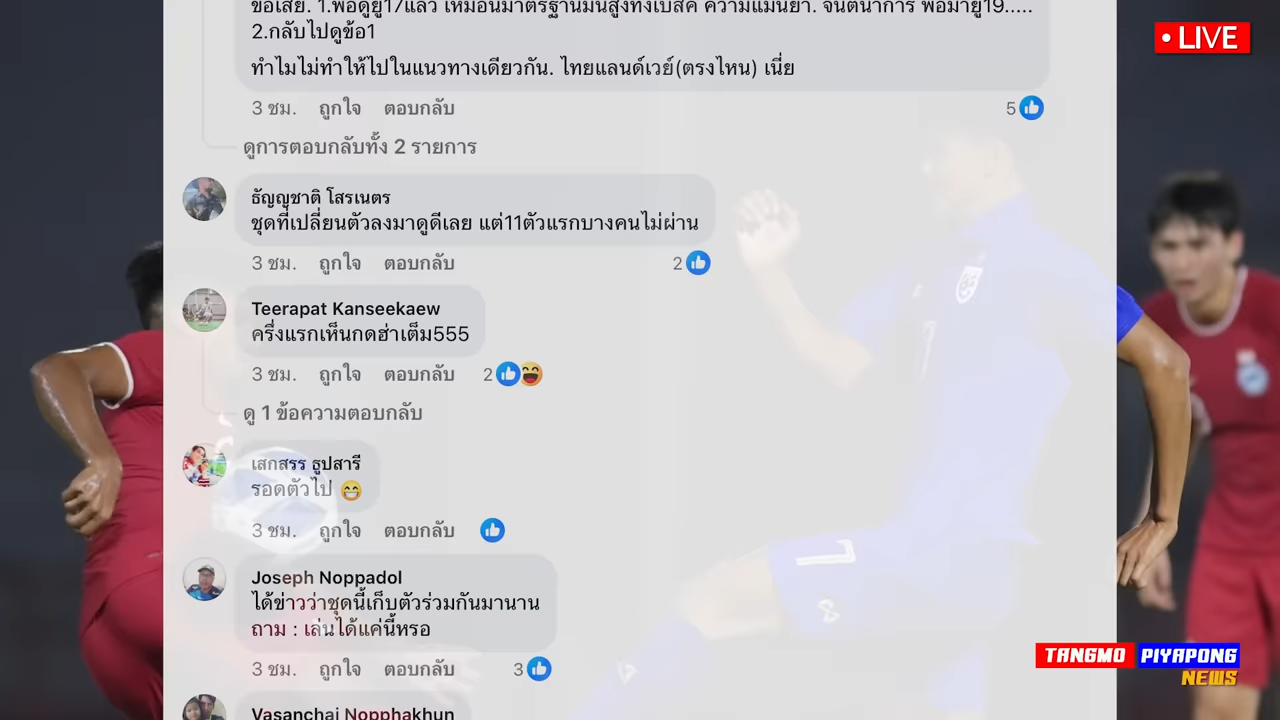 ขอเสีย. 1.พอดูยู17แล้ว เหมือนมาตรฐานมันสูงทั้งเบสิค ความแม่นยำ. จินตนาการ พอมายู19.....
2.กลับไปดูข้อ1
ทำไมไม่ทำให้ไปในแนวทางเดียวกัน. ไทยแลนด์เวย์(ตรงไหน) เนี่ย
3 ชม. ถูกใจ ตอบกลับ 5
ดูการตอบกลับทั้ง 2 รายการ
ธัญญชาติ โสรเนตร
ชุดที่เปลี่ยนตัวลงมาดูดีเลย แต่11ตัวแรกบางคนไม่ผ่าน
3 ชม. ถูกใจ ตอบกลับ 2
Teerapat Kanseekaew
ครึ่งแรกเห็นกดฮ่าเต็ม555
3 ชม. ถูกใจ ตอบกลับ 2
ดู 1 ข้อความตอบกลับ
เสกสรร ธูปสารี
รอดตัวไป 😁
3 ชม. ถูกใจ ตอบกลับ
Joseph Noppadol
ได้ข่าวว่าชุดนี้เก็บตัวร่วมกันมานาน
ถาม : เล่นได้แค่นี้หรอ
3 ชม. ถูกใจ ตอบกลับ 3
Vasanchai Nopphakhun
LIVE
TANGMO PIYAPONG
NEWS